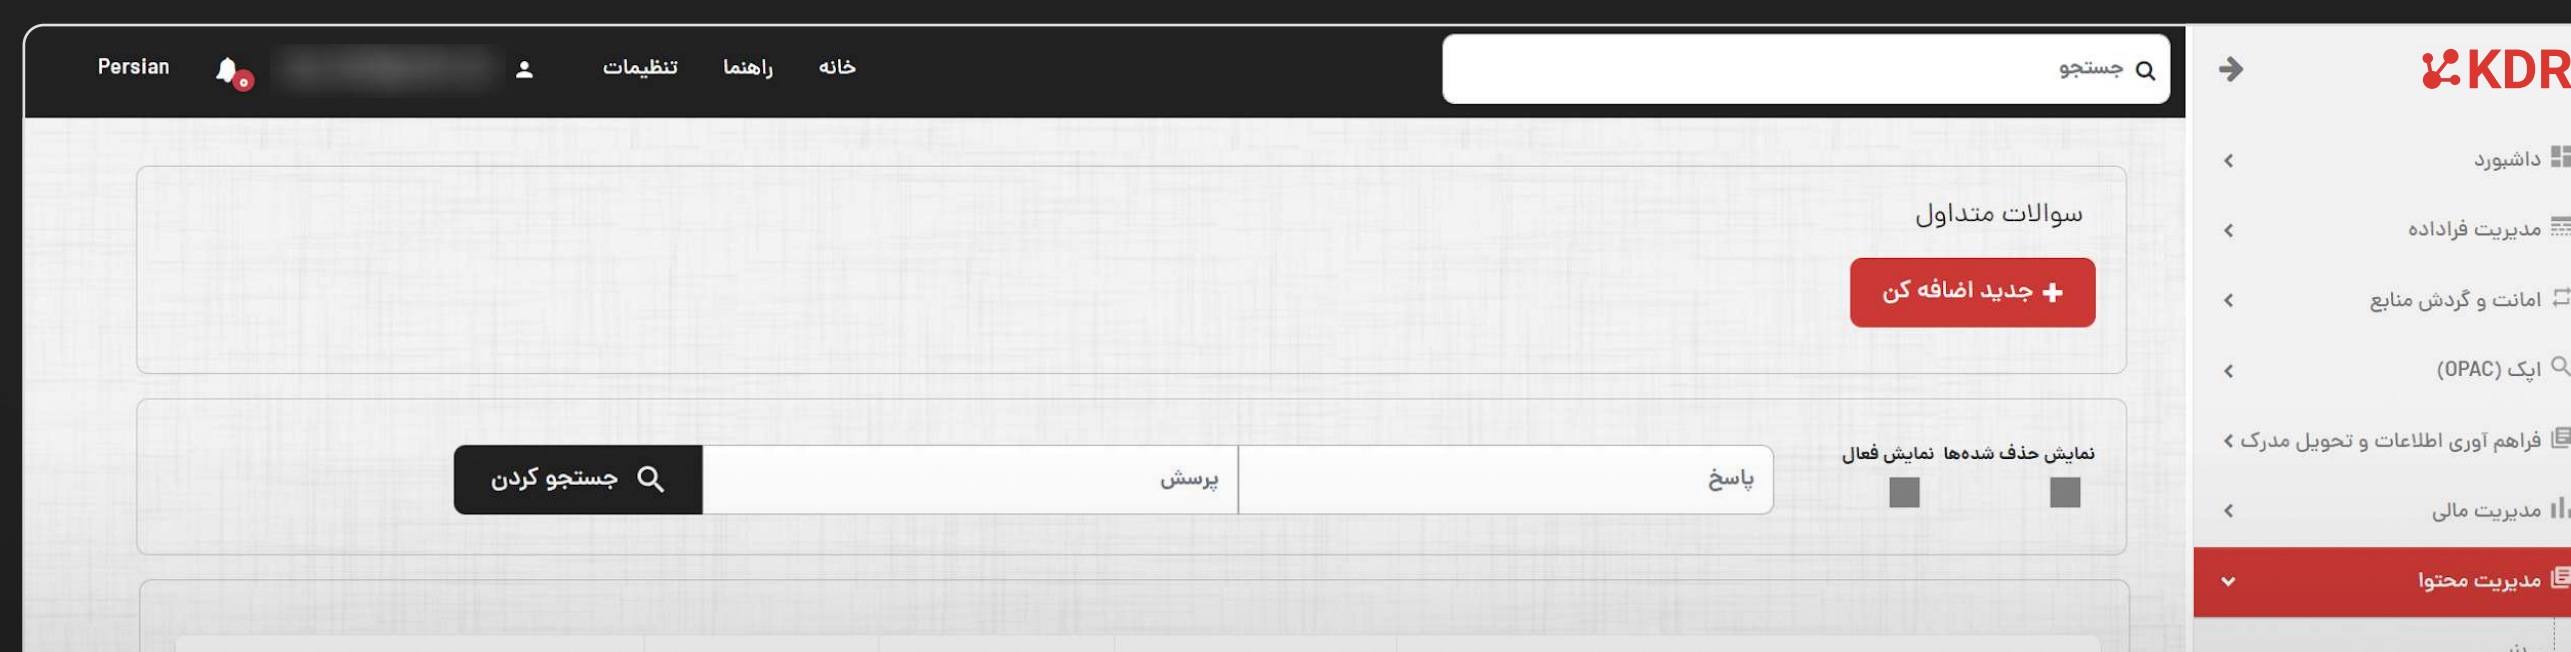 KDR
داشبورد
مدیریت فراداده
امانت و گردش منابع
اپک (OPAC)
فراهم آوری اطلاعات و تحویل مدرک
مدیریت مالی
مدیریت محتوا
جستجو
خانه راهنما تنظیمات
۰
Persian
سوالات متداول
+ جدید اضافه کن
نمایش حذف شده‌ها نمایش فعال
پاسخ
پرسش
جستجو کردن